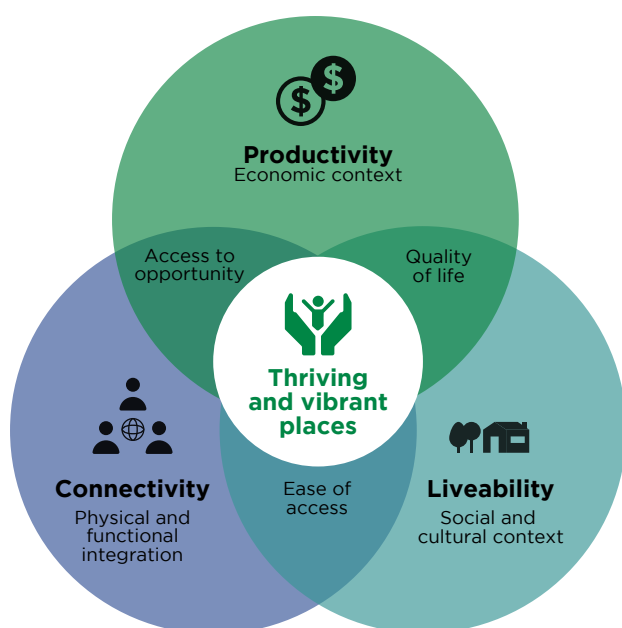 $
$
Productivity
Economic context
Access to
opportunity
Quality
of life
Thriving
and vibrant
places
Connectivity
Physical and
functional
integration
Ease of
access
Liveability
Social and
cultural context